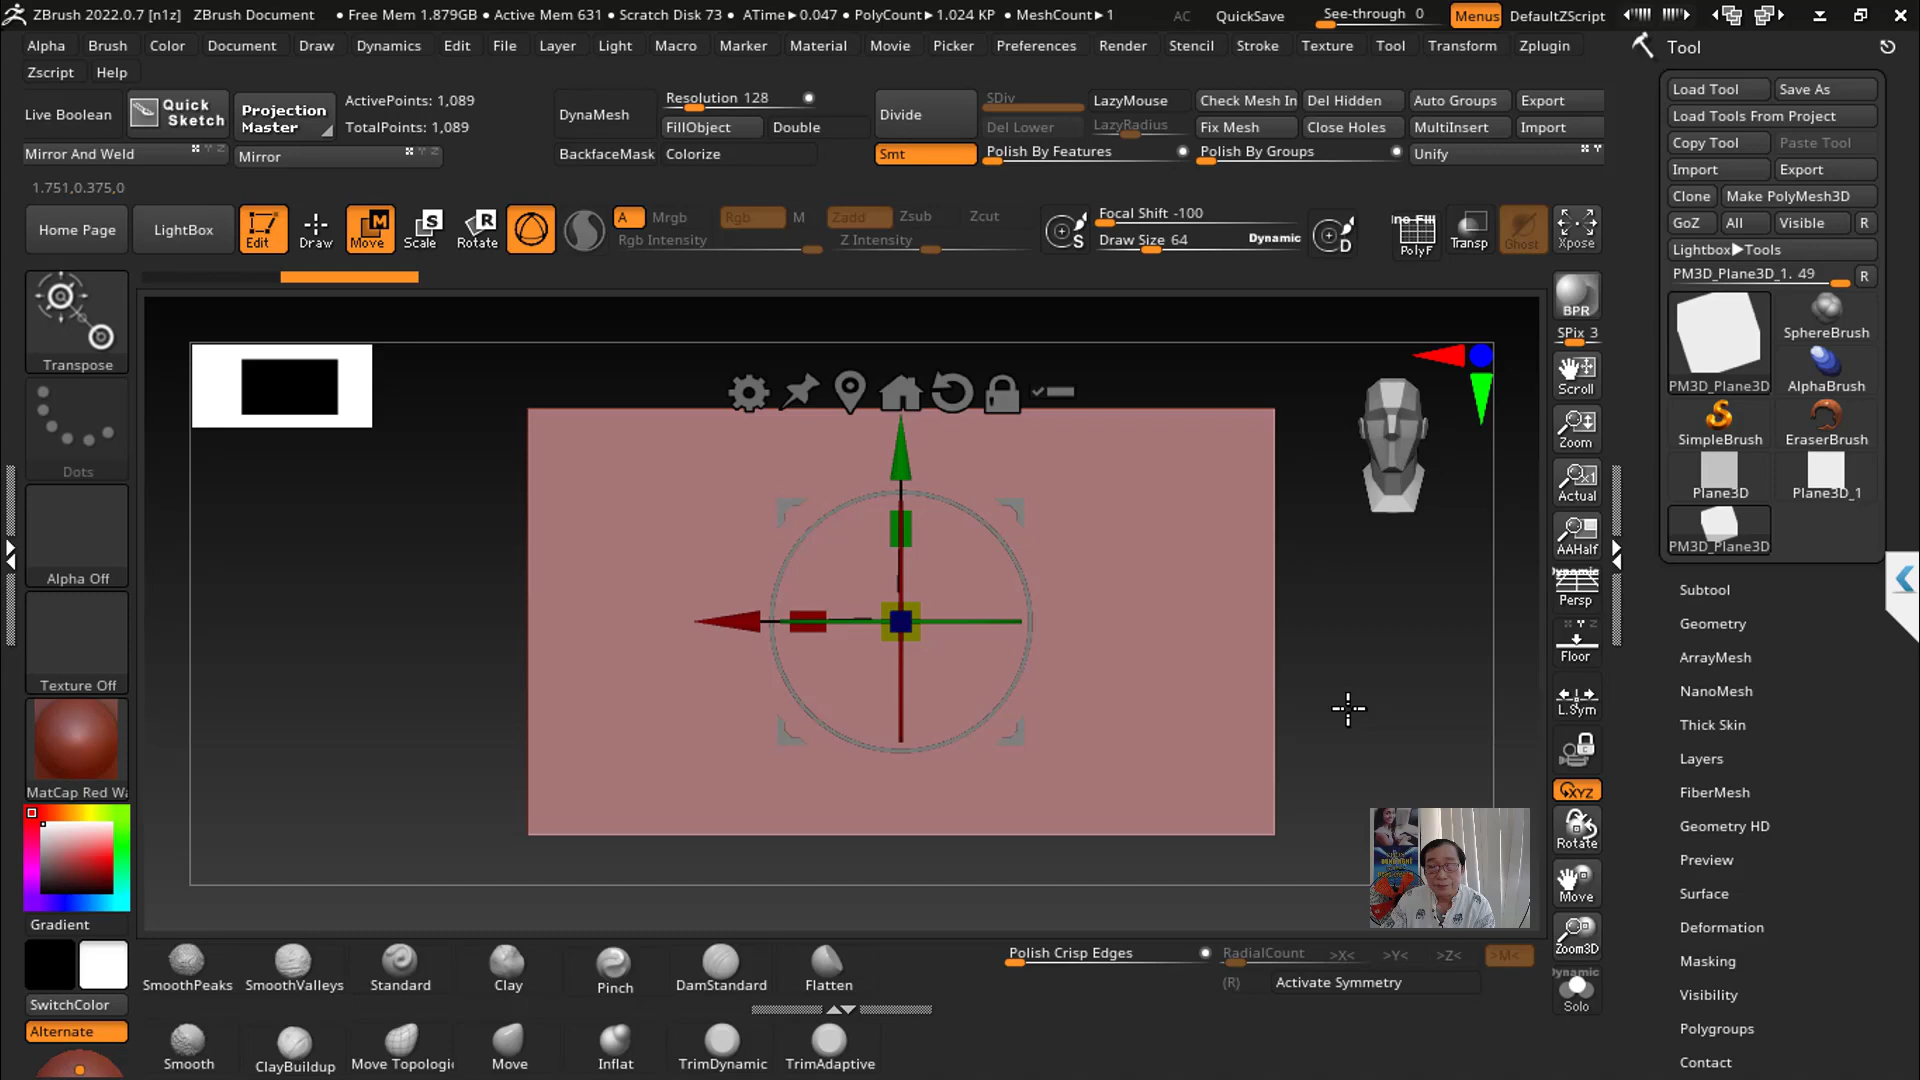 ZBrush 2022.0.7 [n1z] ZBrush Document • Free Mem 1.879GB • Active Mem 631 • Scratch Disk 73 • ATime▶0.047 • PolyCount▶1.024 KP • MeshCount▶1 AC QuickSave See-through 0 Menus DefaultZScript
Alpha Brush Color Document Draw Dynamics Edit File Layer Light Macro Marker Material Movie Picker Preferences Render Stencil Stroke Texture Tool Transform Zplugin
Zscript Help
Live Boolean Quick Sketch Projection Master ActivePoints: 1,089 DynaMesh Resolution 128 Divide SDiv LazyMouse Check Mesh In Del Hidden Auto Groups Export
TotalPoints: 1,089 FillObject Double Del Lower LazyRadius Fix Mesh Close Holes MultiInsert Import
Mirror And Weld Mirror BackfaceMask Colorize Smt Polish By Features Polish By Groups Unify
1.751,0.375,0
Home Page LightBox Edit Draw Move Scale Rotate A Mrgb Rgb M Zadd Zsub Zcut Focal Shift -100
Rgb Intensity Z Intensity Draw Size 64 Dynamic PolyF Transp Ghost Xpose
M S R S D
Transpose
Dots
Alpha Off
Texture Off
MatCap Red Wa
Gradient
SwitchColor
Alternate
BPR
SPix 3
Scroll
Zoom
Actual
AAHalf
Dynamic
Persp
Floor
L.Sym
XYZ
Rotate
Move
Zoom3D
Dynamic
Solo
SmoothPeaks SmoothValleys Standard Clay Pinch DamStandard Flatten
Smooth ClayBuildup Move Topologic Move Inflat TrimDynamic TrimAdaptive
Polish Crisp Edges RadialCount >X< >Y< >Z< >M<
(R) Activate Symmetry
Tool
Load Tool Save As
Load Tools From Project
Copy Tool Paste Tool
Import Export
Clone Make PolyMesh3D
GoZ All Visible R
Lightbox▶Tools
PM3D_Plane3D_1. 49 R
PM3D_Plane3D SphereBrush
AlphaBrush
SimpleBrush EraserBrush
Plane3D Plane3D_1
PM3D_Plane3D
Subtool
Geometry
ArrayMesh
NanoMesh
Thick Skin
Layers
FiberMesh
Geometry HD
Preview
Surface
Deformation
Masking
Visibility
Polygroups
Contact